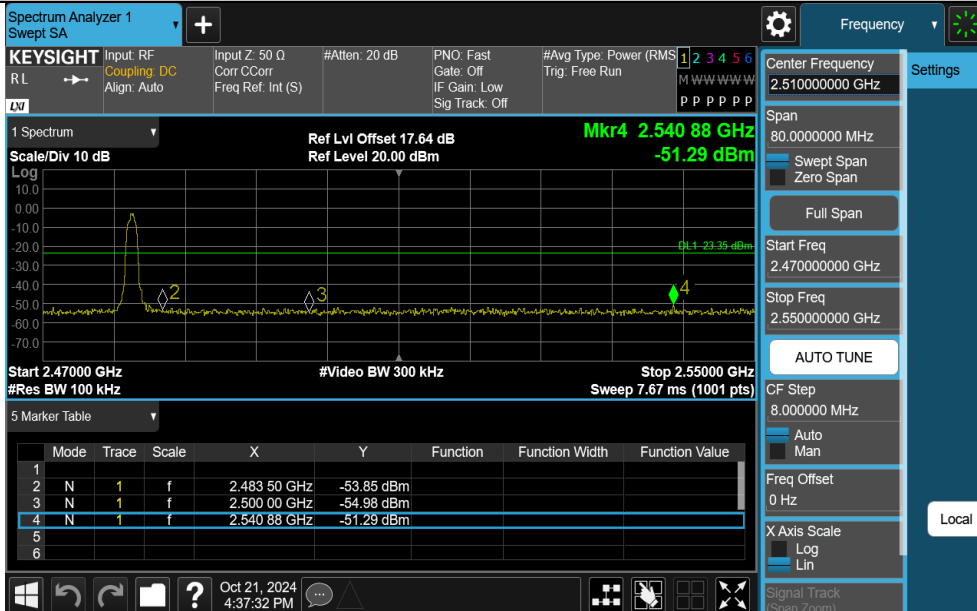 Spectrum Analyzer 1
Swept SA
Frequency
KEYSIGHT
RL
LXI
Input: RF
Coupling: DC
Align: Auto
Input Z: 50 Ω
Corr CCorr
Freq Ref: Int (S)
#Atten: 20 dB
PNO: Fast
Gate: Off
IF Gain: Low
Sig Track: Off
#Avg Type: Power (RMS
Trig: Free Run
1 2 3 4 5 6
M W W W W W
P P P P P P
1 Spectrum
Scale/Div 10 dB
Ref Lvl Offset 17.64 dB
Ref Level 20.00 dBm
Mkr4 2.540 88 GHz
-51.29 dBm
Log
10.0
0.00
-10.0
-20.0
-30.0
-40.0
-50.0
-60.0
-70.0
DL1 -23.35 dBm
2
3
4
Start 2.47000 GHz
#Video BW 300 kHz
Stop 2.55000 GHz
#Res BW 100 kHz
Sweep 7.67 ms (1001 pts)
5 Marker Table
Mode Trace Scale X Y Function Function Width Function Value
1
2 N 1 f 2.483 50 GHz -53.85 dBm
3 N 1 f 2.500 00 GHz -54.98 dBm
4 N 1 f 2.540 88 GHz -51.29 dBm
5
6
?
Oct 21, 2024
4:37:32 PM
Center Frequency
2.510000000 GHz
Span
80.0000000 MHz
Swept Span
Zero Span
Full Span
Start Freq
2.470000000 GHz
Stop Freq
2.550000000 GHz
AUTO TUNE
CF Step
8.000000 MHz
Auto
Man
Freq Offset
0 Hz
X Axis Scale
Log
Lin
Signal Track
(Span Zoom)
Settings
Local